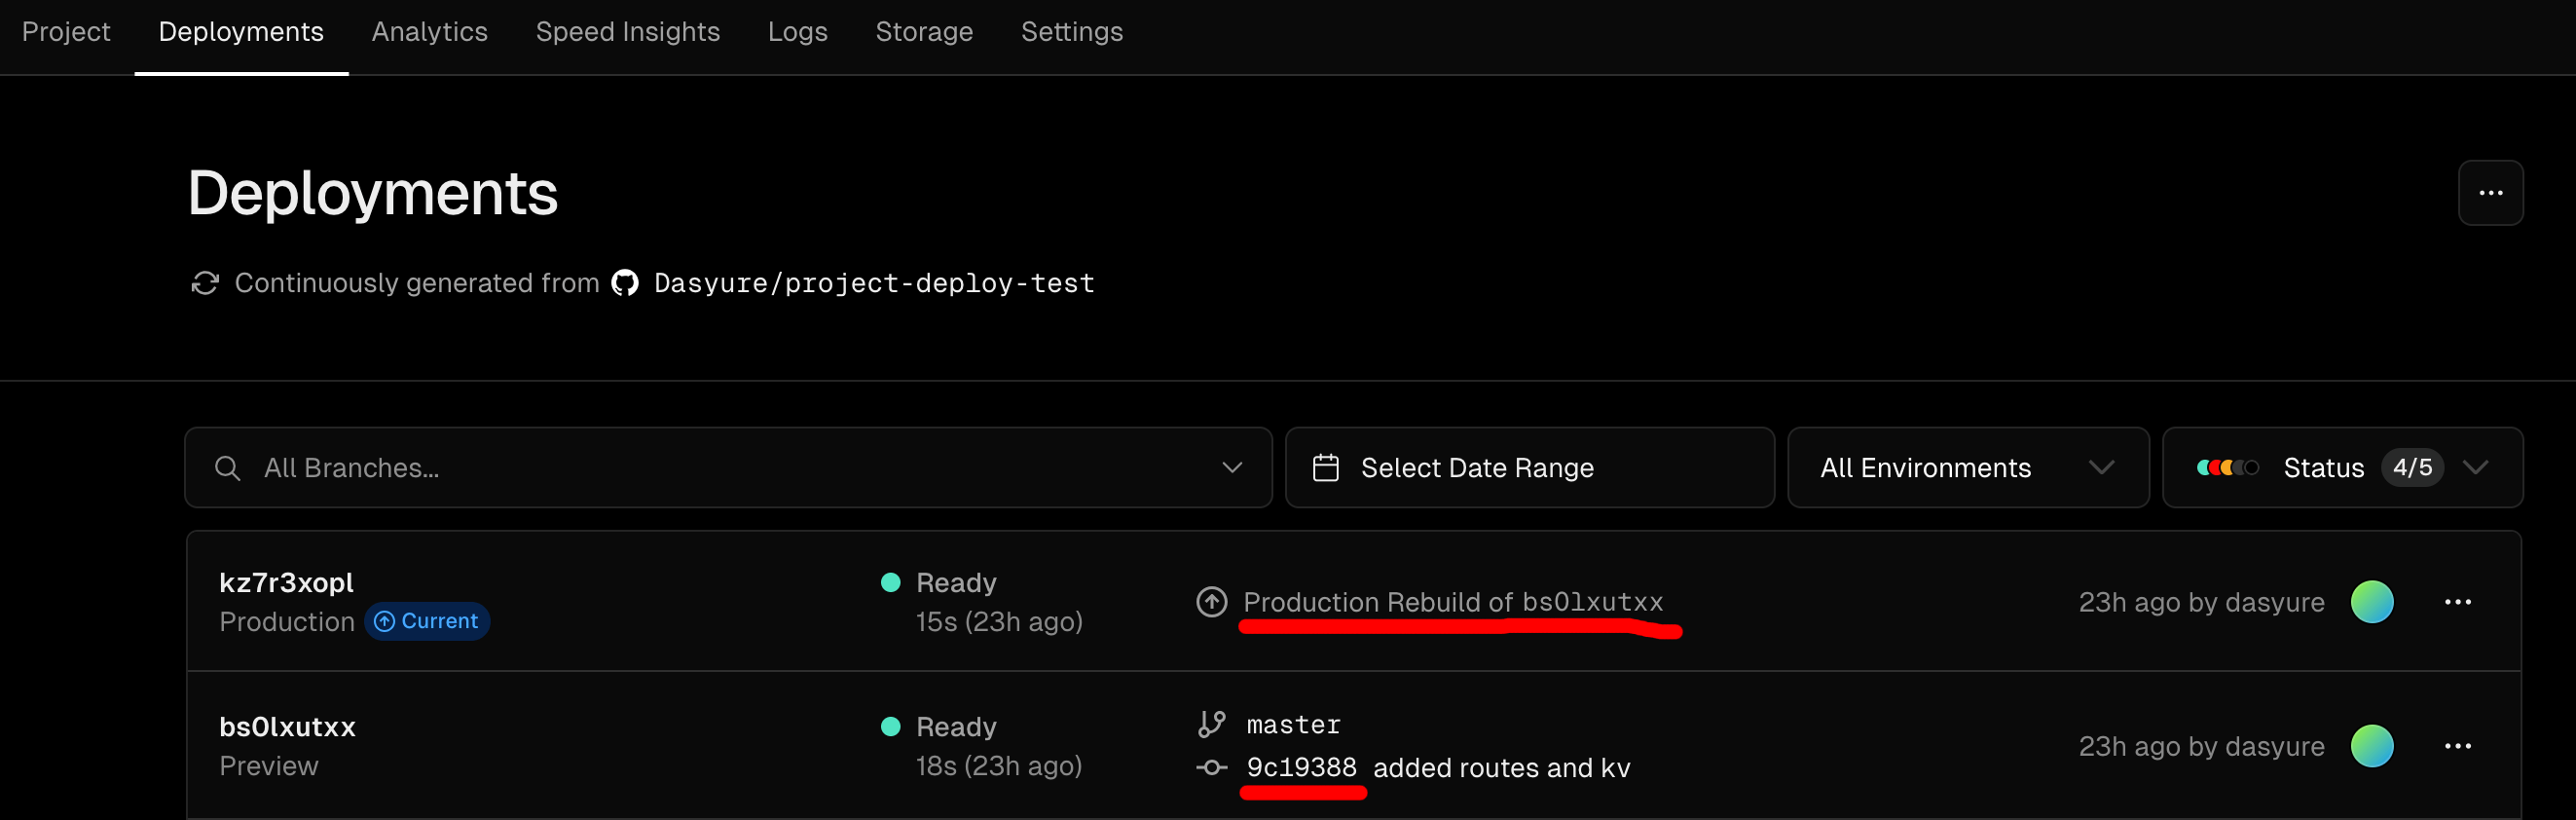 Project Deployments Analytics Speed Insights Logs Storage Settings
Deployments
Continuously generated from Dasyure/project-deploy-test
All Branches... Select Date Range All Environments Status 4/5
kz7r3xopl Ready
Production Current 15s (23h ago)
Production Rebuild of bs0lxutxx
23h ago by dasyure
bs0lxutxx Ready
Preview 18s (23h ago)
master
9c19388 added routes and kv
23h ago by dasyure